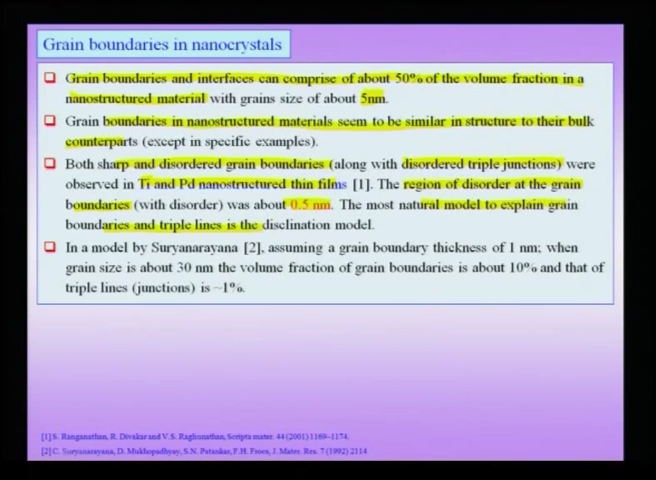 Grain boundaries in nanocrystals
Grain boundaries and interfaces can comprise of about 50% of the volume fraction in a
nanostructured material with grains size of about 5nm.
Grain boundaries in nanostructured materials seem to be similar in structure to their bulk
counterparts (except in specific examples).
Both sharp and disordered grain boundaries (along with disordered triple junctions) were
observed in Ti and Pd nanostructured thin films [1]. The region of disorder at the grain
boundaries (with disorder) was about 0.5 nm. The most natural model to explain grain
boundaries and triple lines is the disclination model.
In a model by Suryanarayana [2], assuming a grain boundary thickness of 1 nm; when
grain size is about 30 nm the volume fraction of grain boundaries is about 10% and that of
triple lines (junctions) is ~1%.
[1] S. Ranganathan, R. Divakar and V.S. Raghunathan, Scripta mater. 44 (2001) 1169–1174.
[2] C. Suryanarayana, D. Mukhopadhyay, S.N. Patankar, F.H. Froes, J. Mater. Res. 7 (1992) 2114